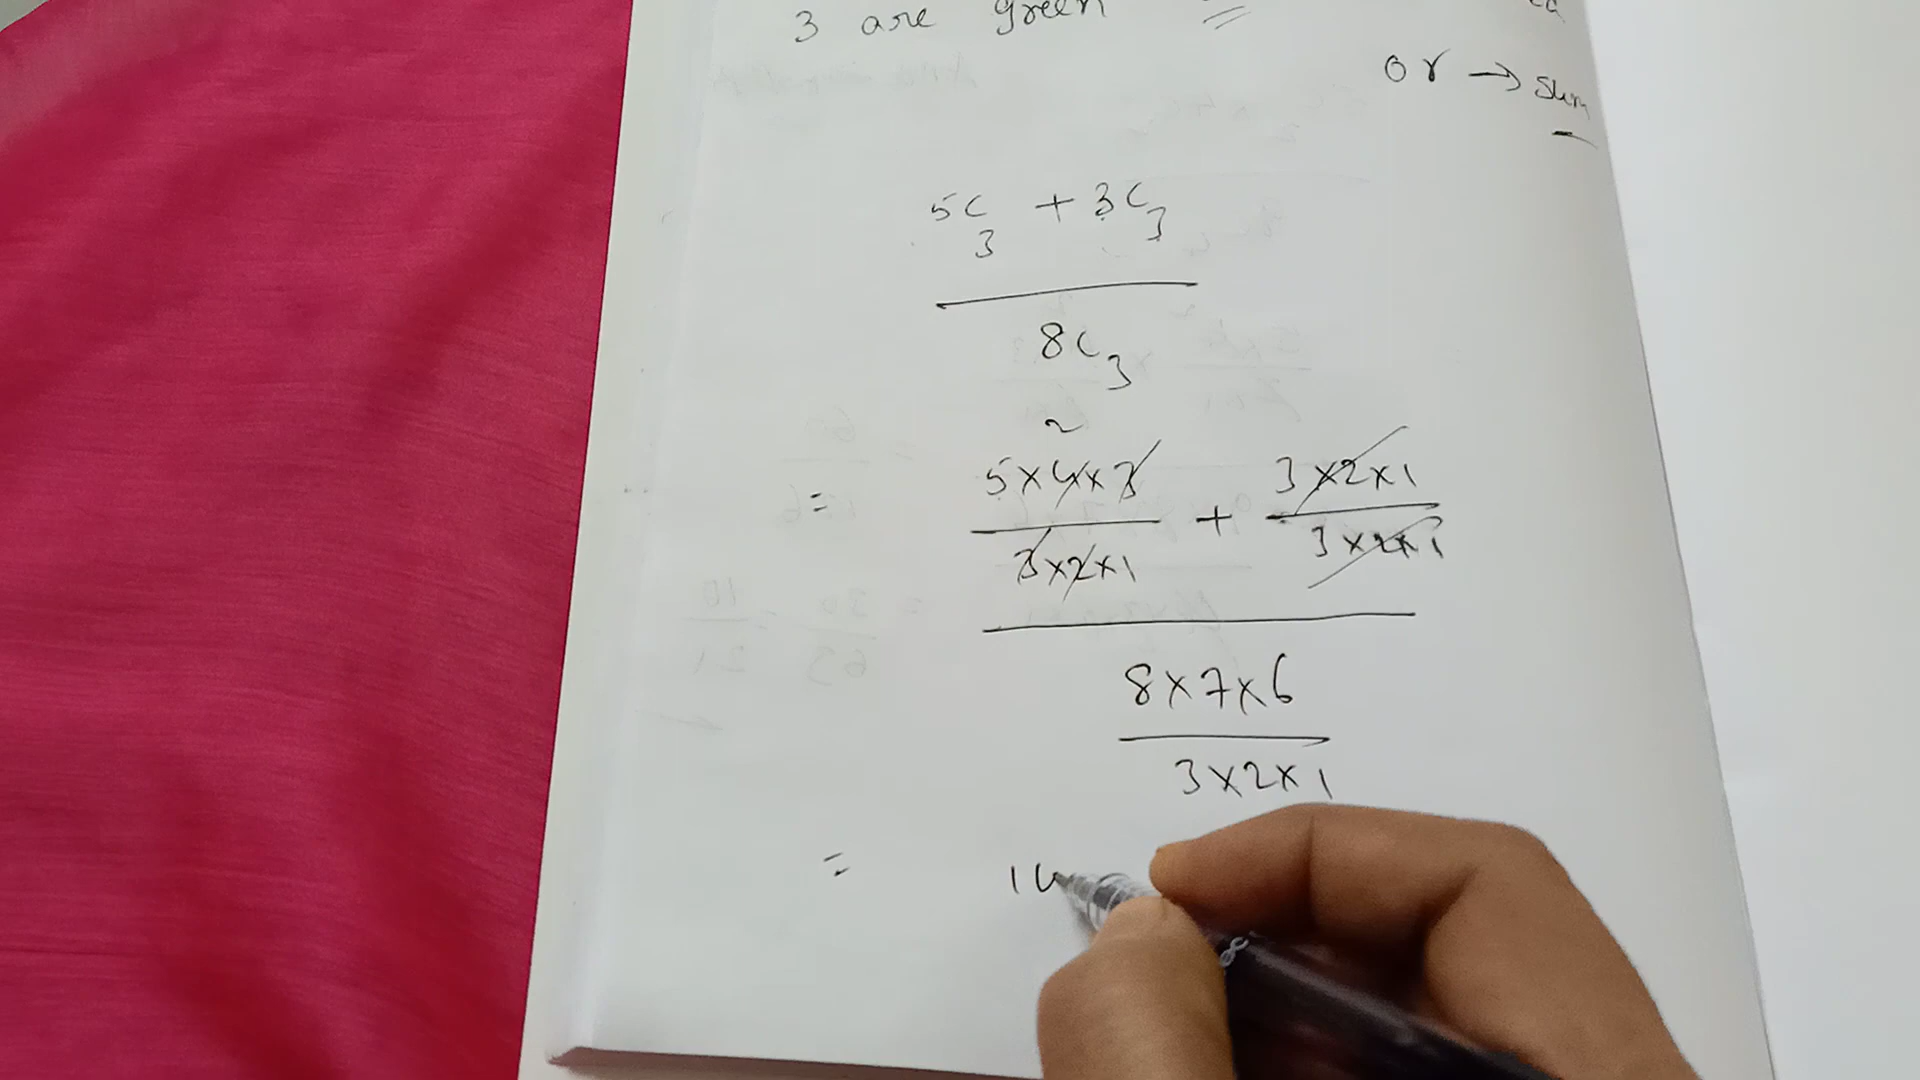 3 are green
or → Sum
5C3 + 3C3
8C3
2
= 5×4×3 + 3×2×1
3×2×1 3×2×1
8×7×6
3×2×1
= 10